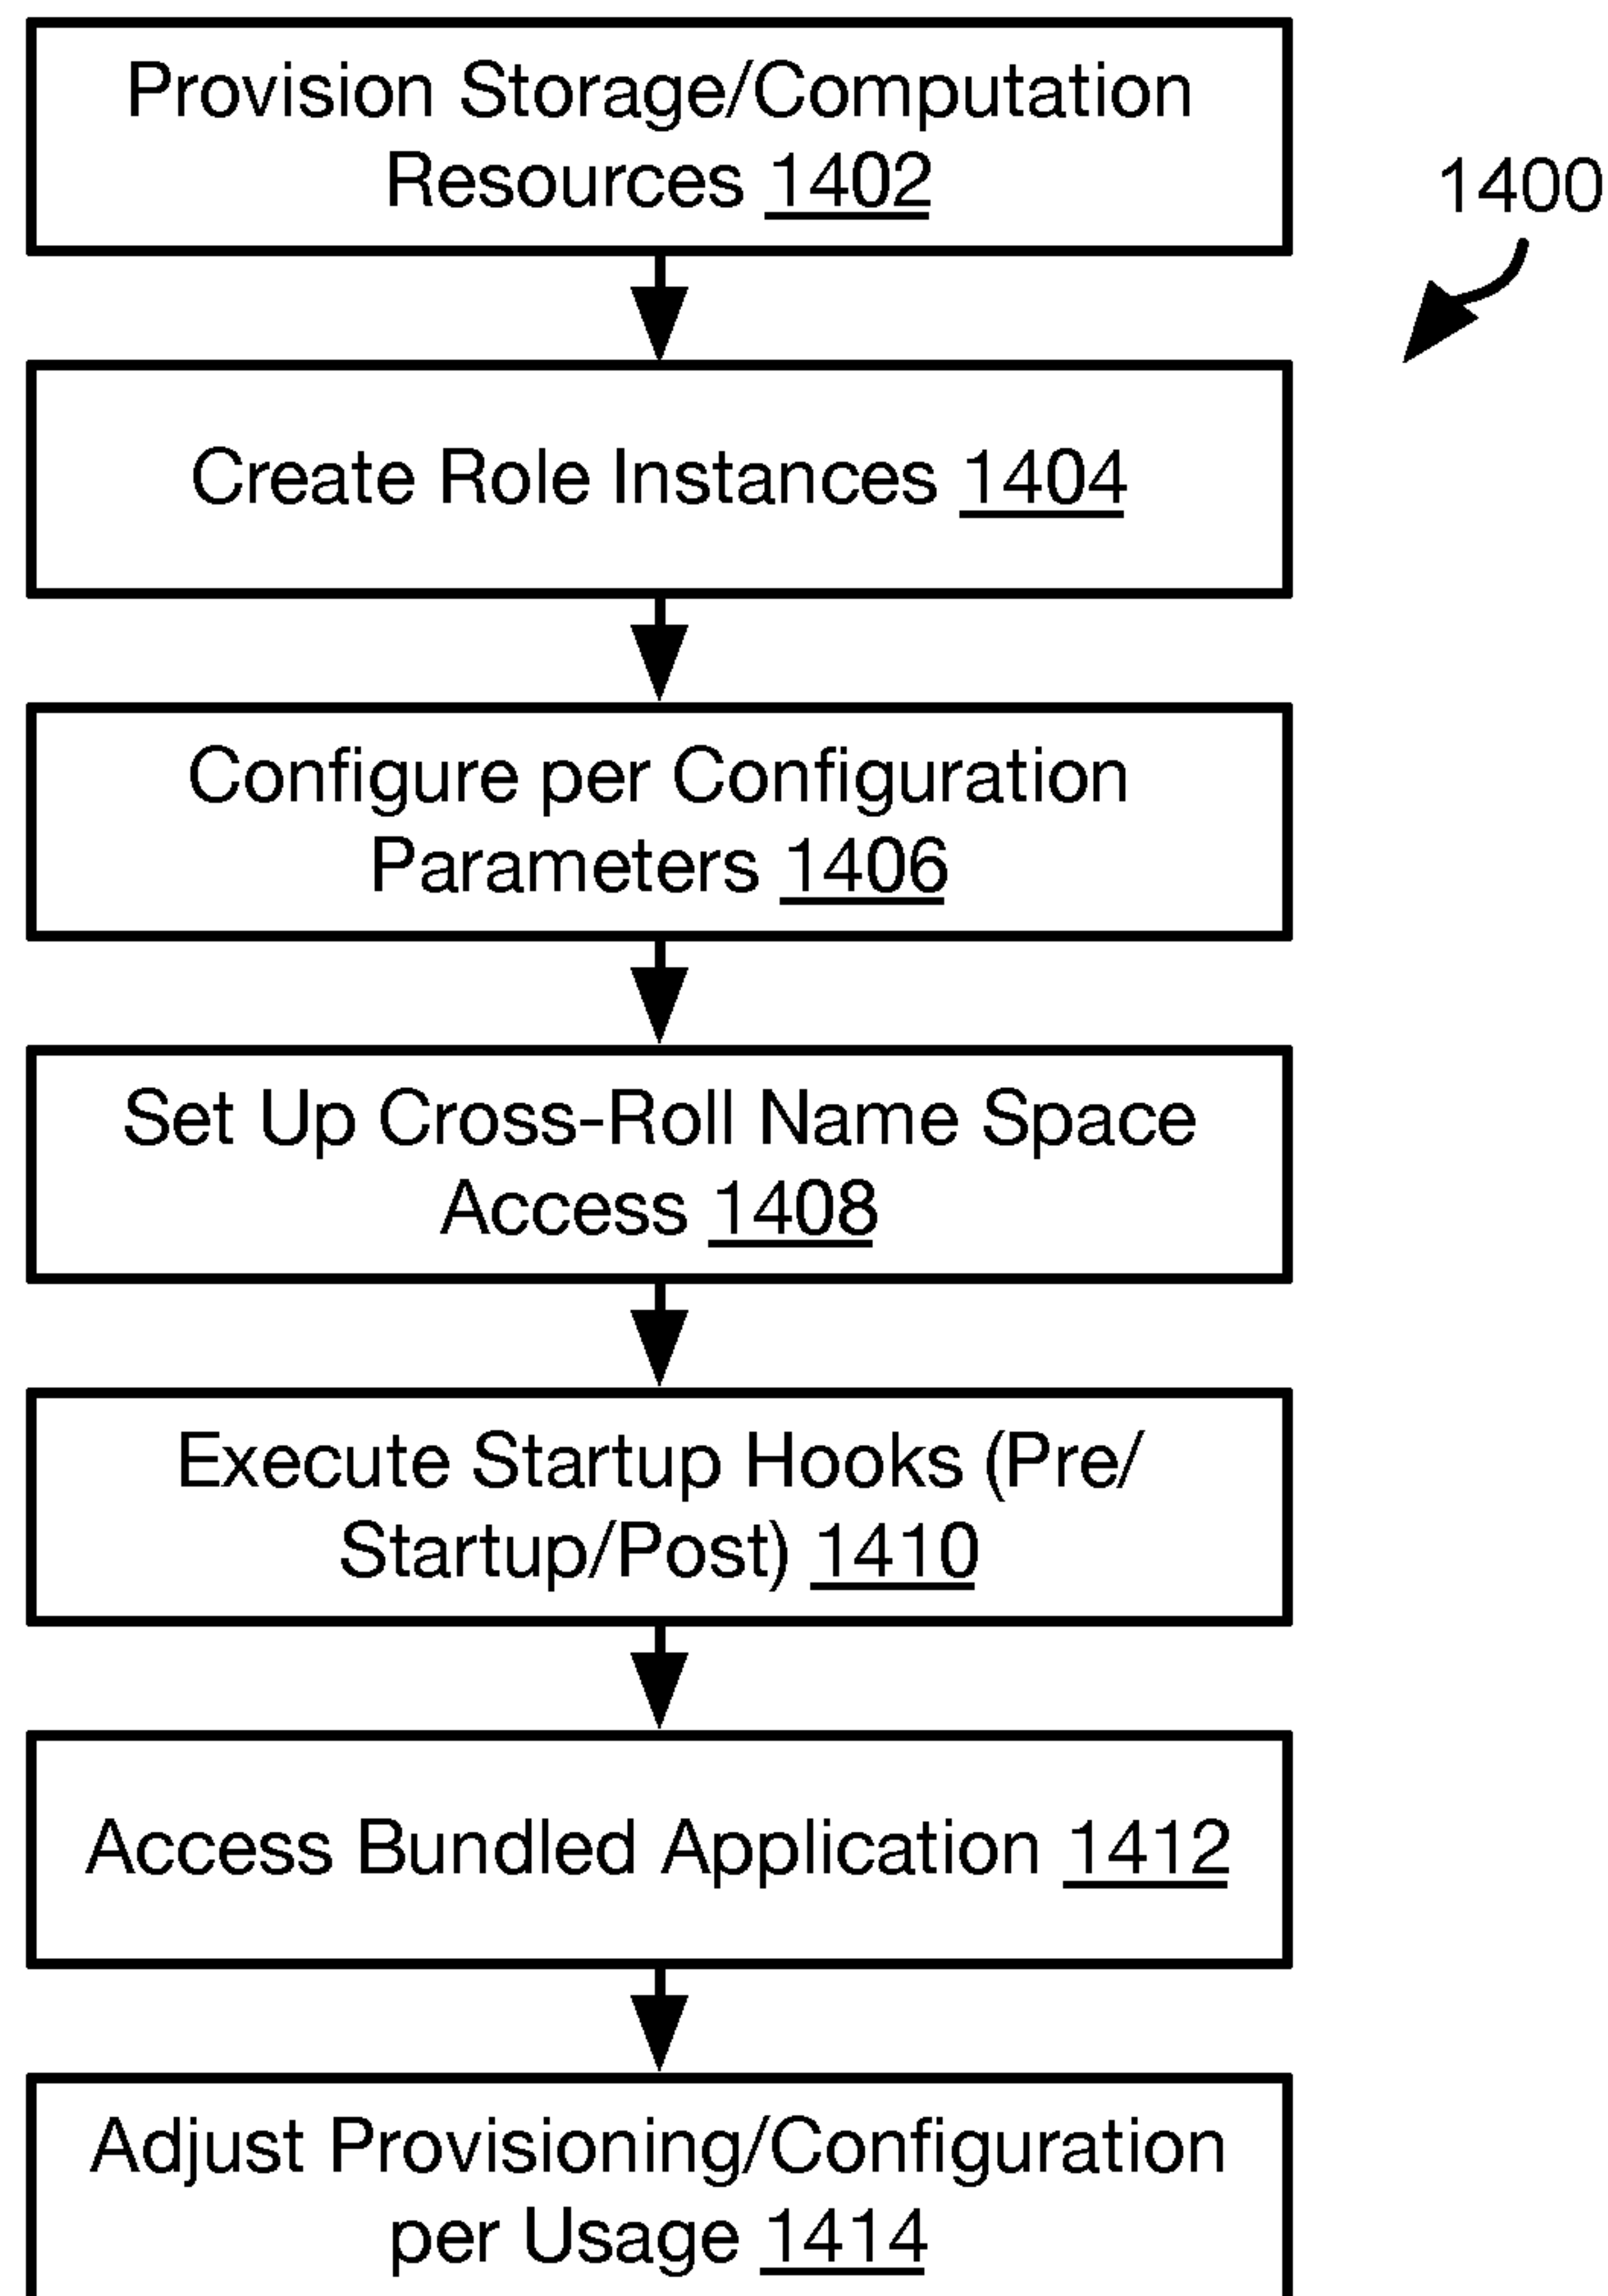 Provision Storage/Computation
Resources 1402
1400
Create Role Instances 1404
Configure per Configuration
Parameters 1406
Set Up Cross-Roll Name Space
Access 1408
Execute Startup Hooks (Pre/
Startup/Post) 1410
Access Bundled Application 1412
Adjust Provisioning/Configuration
per Usage 1414